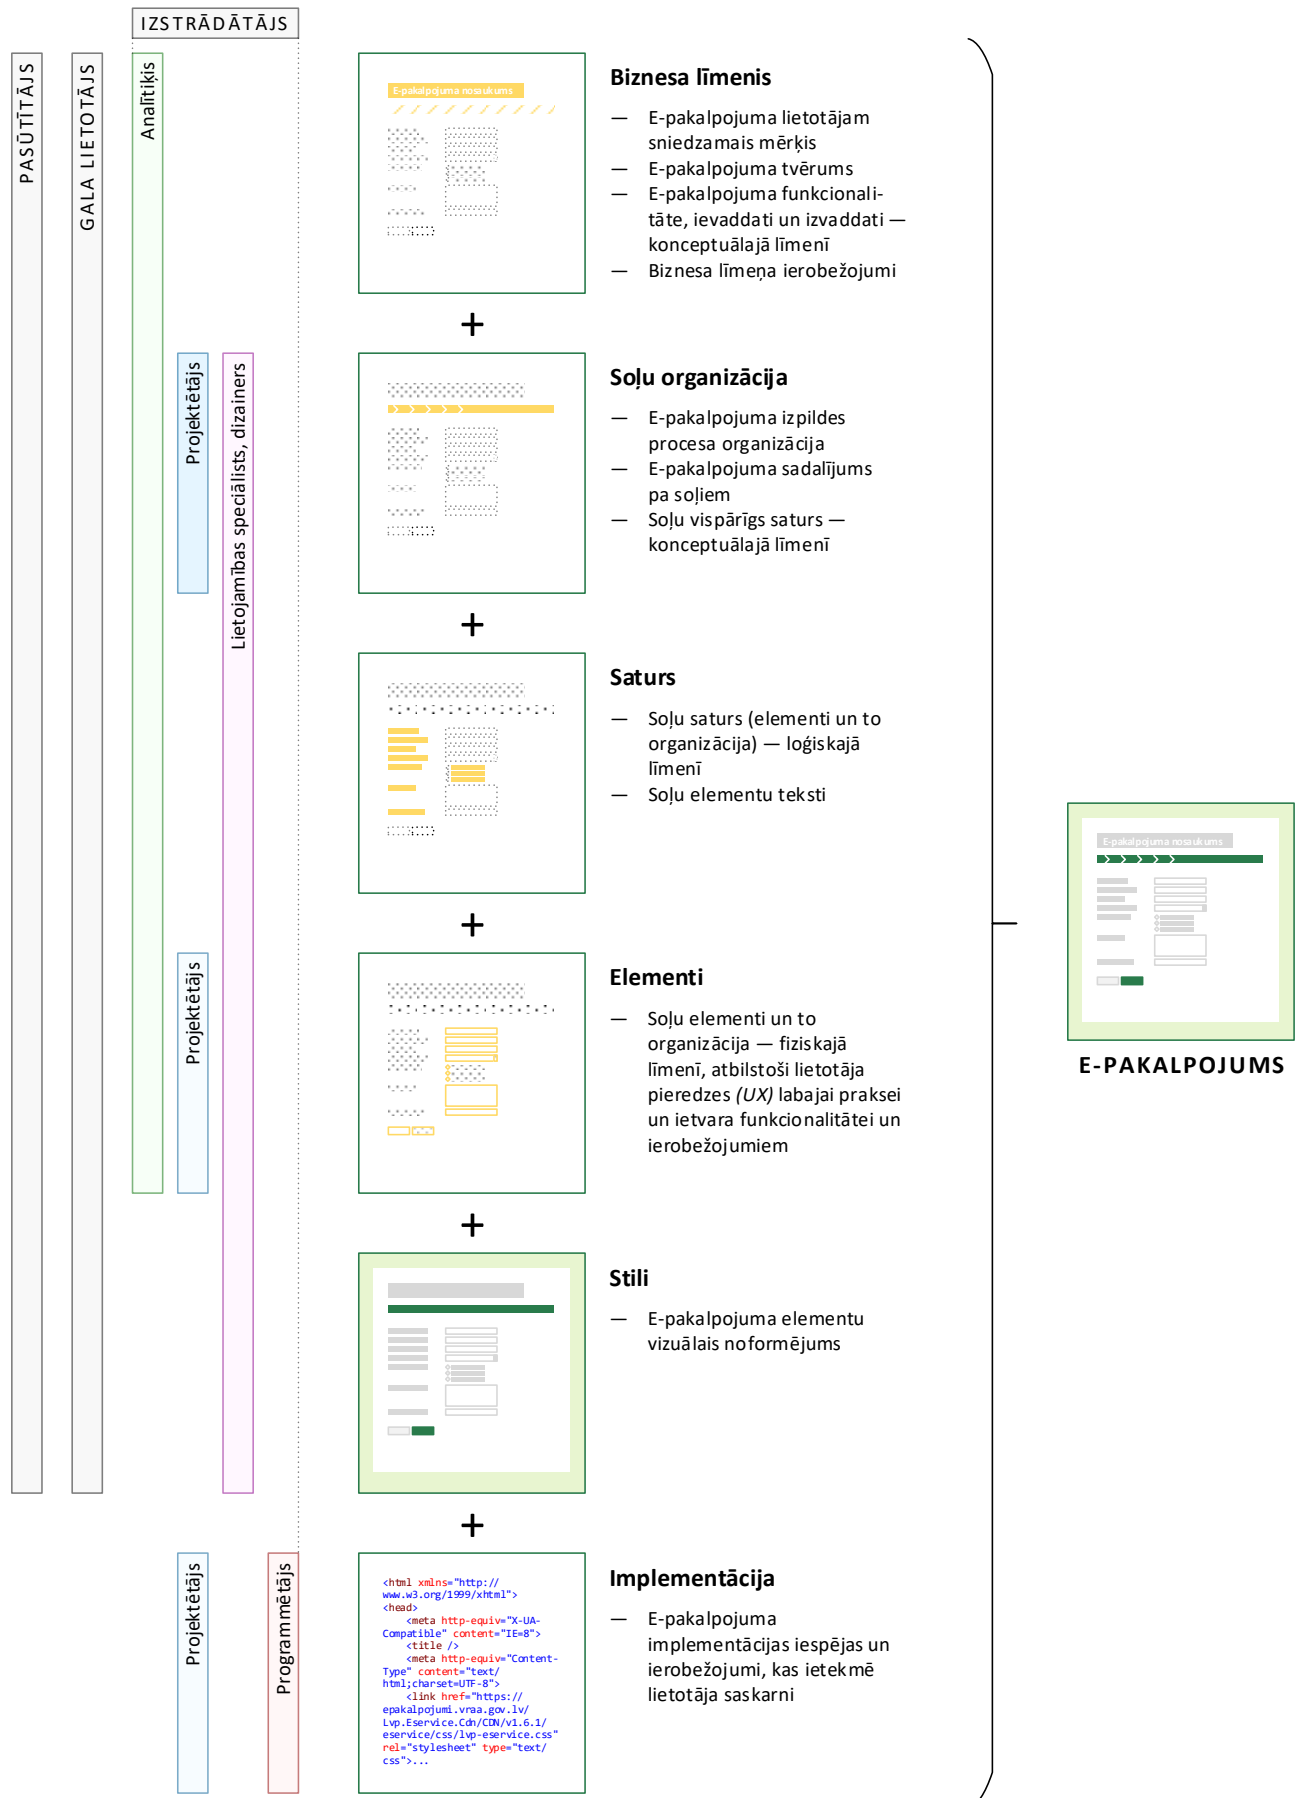 IZSTRĀDĀTĀJS
PASŪTĪTĀJS
GALA LIETOTĀJS
Analītiķis
Projektētājs
Lietojamības speciālists, dizainers
Projektētājs
Projektētājs
Programmētājs
E-pakalpojuma nosaukums
Biznesa līmenis
— E-pakalpojuma lietotājam
sniedzamais mērķis
— E-pakalpojuma tvērums
— E-pakalpojuma funkcionali-
tāte, ievaddati un izvaddati —
konceptuālajā līmenī
— Biznesa līmeņa ierobežojumi
+
Soļu organizācija
— E-pakalpojuma izpildes
procesa organizācija
— E-pakalpojuma sadalījums
pa soļiem
— Soļu vispārīgs saturs —
konceptuālajā līmenī
+
Saturs
— Soļu saturs (elementi un to
organizācija) — loģiskajā
līmenī
— Soļu elementu teksti
+
Elementi
— Soļu elementi un to
organizācija — fiziskajā
līmenī, atbilstoši lietotāja
pieredzes (UX) labajai praksei
un ietvara funkcionalitātei un
ierobežojumiem
+
Stili
— E-pakalpojuma elementu
vizuālais noformējums
+
<html xmlns="http://
www.w3.org/1999/xhtml">
<head>
<meta http-equiv="X-UA-
Compatible" content="IE=8">
<title />
<meta http-equiv="Content-
Type" content="text/
html;charset=UTF-8">
<link href="https://
epakalpojumi.vraa.gov.lv/
Lvp.Eservice.Cdn/CDN/v1.6.1/
eservice/css/lvp-eservice.css"
rel="stylesheet" type="text/
css">...
Implementācija
— E-pakalpojuma
implementācijas iespējas un
ierobežojumi, kas ietekmē
lietotāja saskarni
E-pakalpojuma nosaukums
E-PAKALPOJUMS